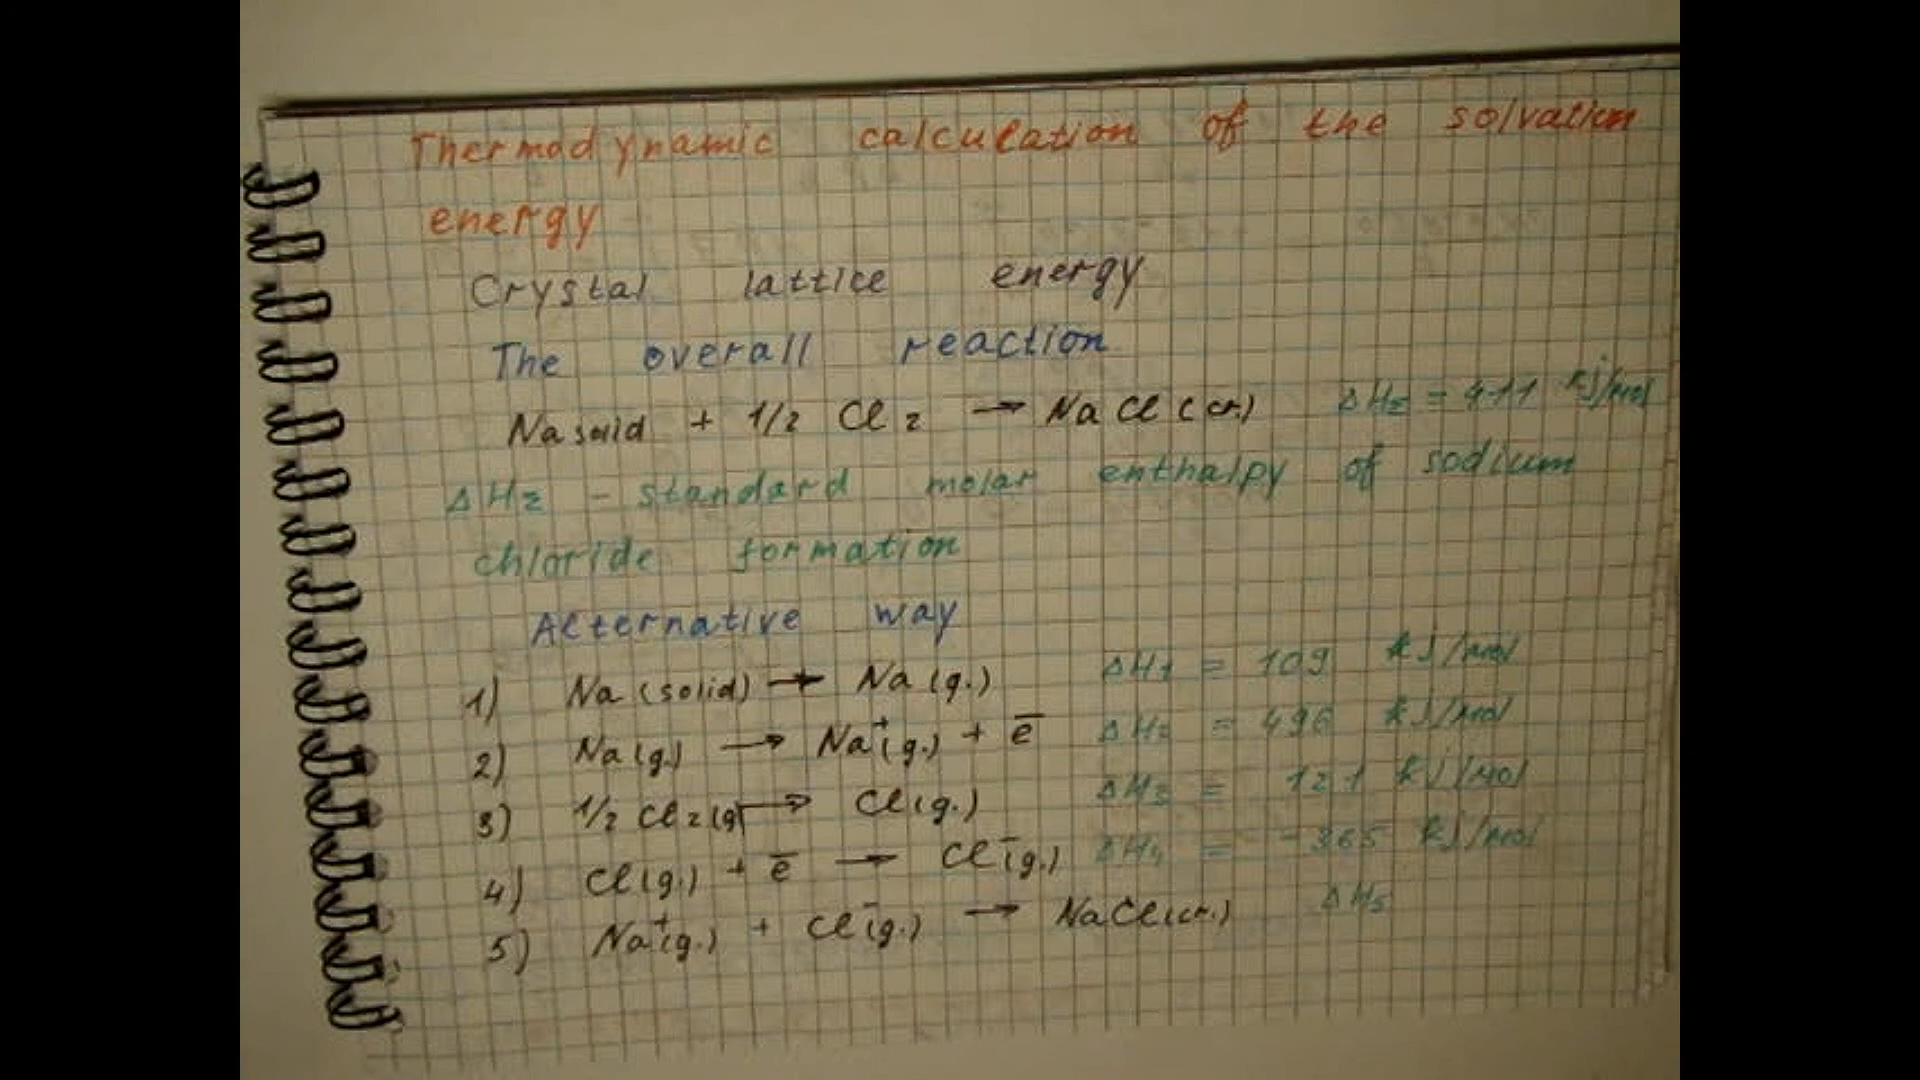 Thermodynamic calculation of the solvation
energy
Crystal lattice energy
The overall reaction
Na solid + 1/2 Cl2 → NaCl (cr.) ΔHΣ = 411 kJ/mol
ΔHΣ - standard molar enthalpy of sodium
chloride formation
Alternative way
1) Na (solid) → Na (g.) ΔH1 = 109 kJ/mol
2) Na (g.) → Na⁺(g.) + ē ΔH2 = 496 kJ/mol
3) 1/2 Cl2 (g) → Cl (g.) ΔH3 = 121 kJ/mol
4) Cl (g.) + ē → Cl⁻(g.) ΔH4 = -365 kJ/mol
5) Na⁺(g.) + Cl⁻(g.) → NaCl (cr.) ΔH5